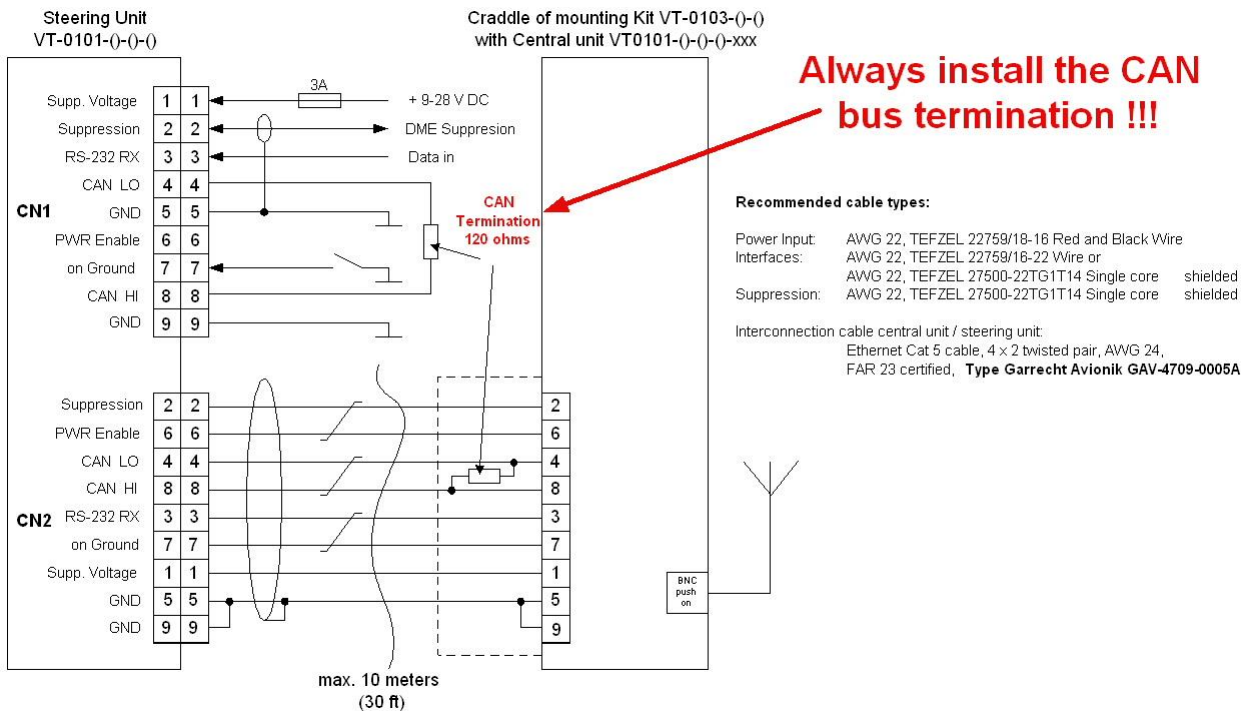 Steering Unit
VT-0101-()-()-()
Craddle of mounting Kit VT-0103-()-()
with Central unit VT0101-()-()-()-xxx
Always install the CAN
bus termination !!!
CN1
Supp. Voltage 1 1 3A + 9-28 V DC
Suppression 2 2 DME Suppresion
RS-232 RX 3 3 Data in
CAN LO 4 4
GND 5 5
PWR Enable 6 6
on Ground 7 7
CAN HI 8 8
GND 9 9
CAN
Termination
120 ohms
Recommended cable types:
Power Input: AWG 22, TEFZEL 22759/18-16 Red and Black Wire
Interfaces: AWG 22, TEFZEL 22759/16-22 Wire or
AWG 22, TEFZEL 27500-22TG1T14 Single core shielded
Suppression: AWG 22, TEFZEL 27500-22TG1T14 Single core shielded
Interconnection cable central unit / steering unit:
Ethernet Cat 5 cable, 4 x 2 twisted pair, AWG 24,
FAR 23 certified, Type Garrecht Avionik GAV-4709-0005A
CN2
Suppression 2 2 2
PWR Enable 6 6 6
CAN LO 4 4 4
CAN HI 8 8 8
RS-232 RX 3 3 3
on Ground 7 7 7
Supp. Voltage 1 1 1
GND 5 5 5
GND 9 9 9
BNC
push
on
max. 10 meters
(30 ft)